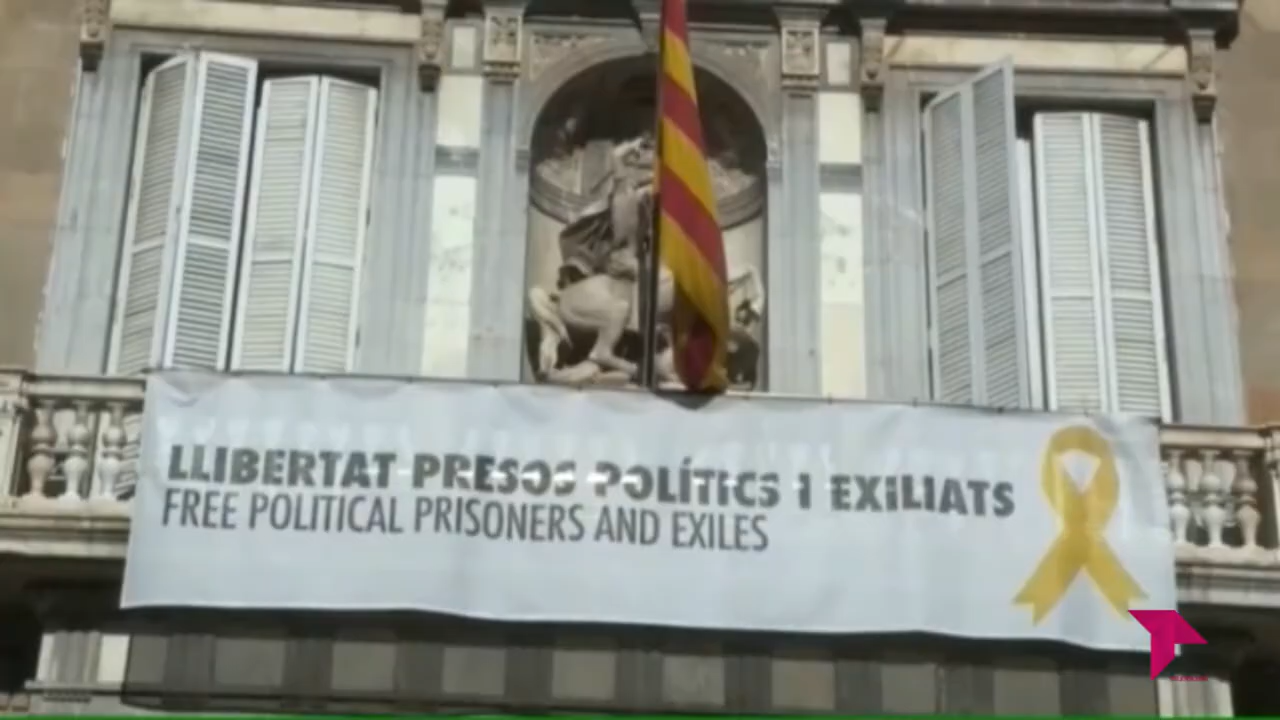 LLIBERTAT PRESOS POLÍTICS I EXILIATS
FREE POLITICAL PRISONERS AND EXILES